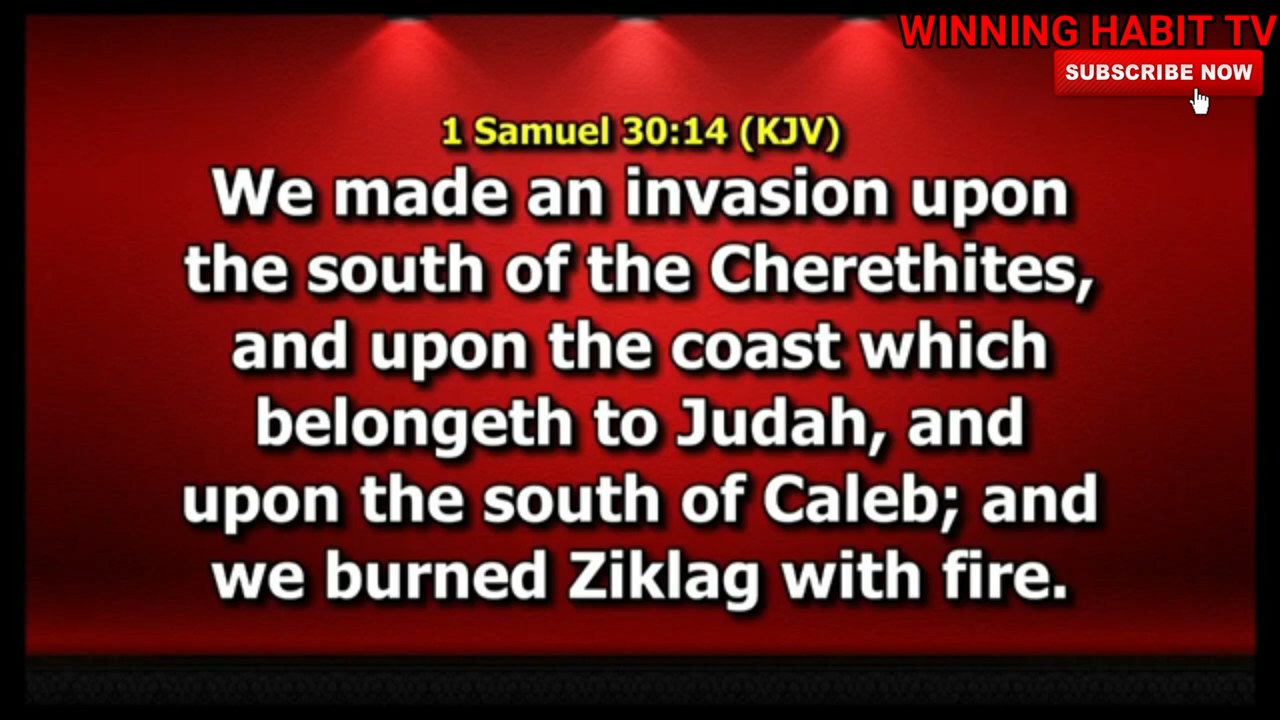 WINNING HABIT TV
SUBSCRIBE NOW
1 Samuel 30:14 (KJV)
We made an invasion upon
the south of the Cherethites,
and upon the coast which
belongeth to Judah, and
upon the south of Caleb; and
we burned Ziklag with fire.